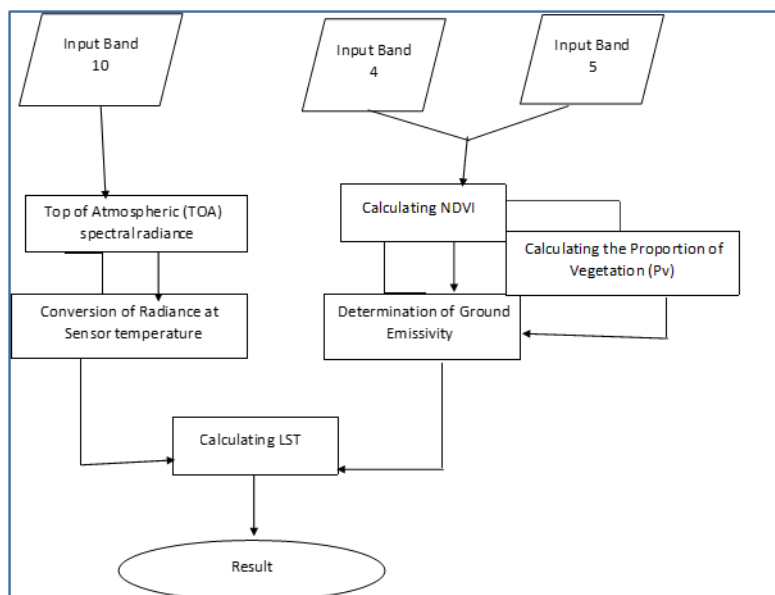 Input Band
10
Input Band
4
Input Band
5
Top of Atmospheric (TOA)
spectral radiance
Calculating NDVI
Calculating the Proportion of
Vegetation (Pv)
Conversion of Radiance at
Sensor temperature
Determination of Ground
Emissivity
Calculating LST
Result